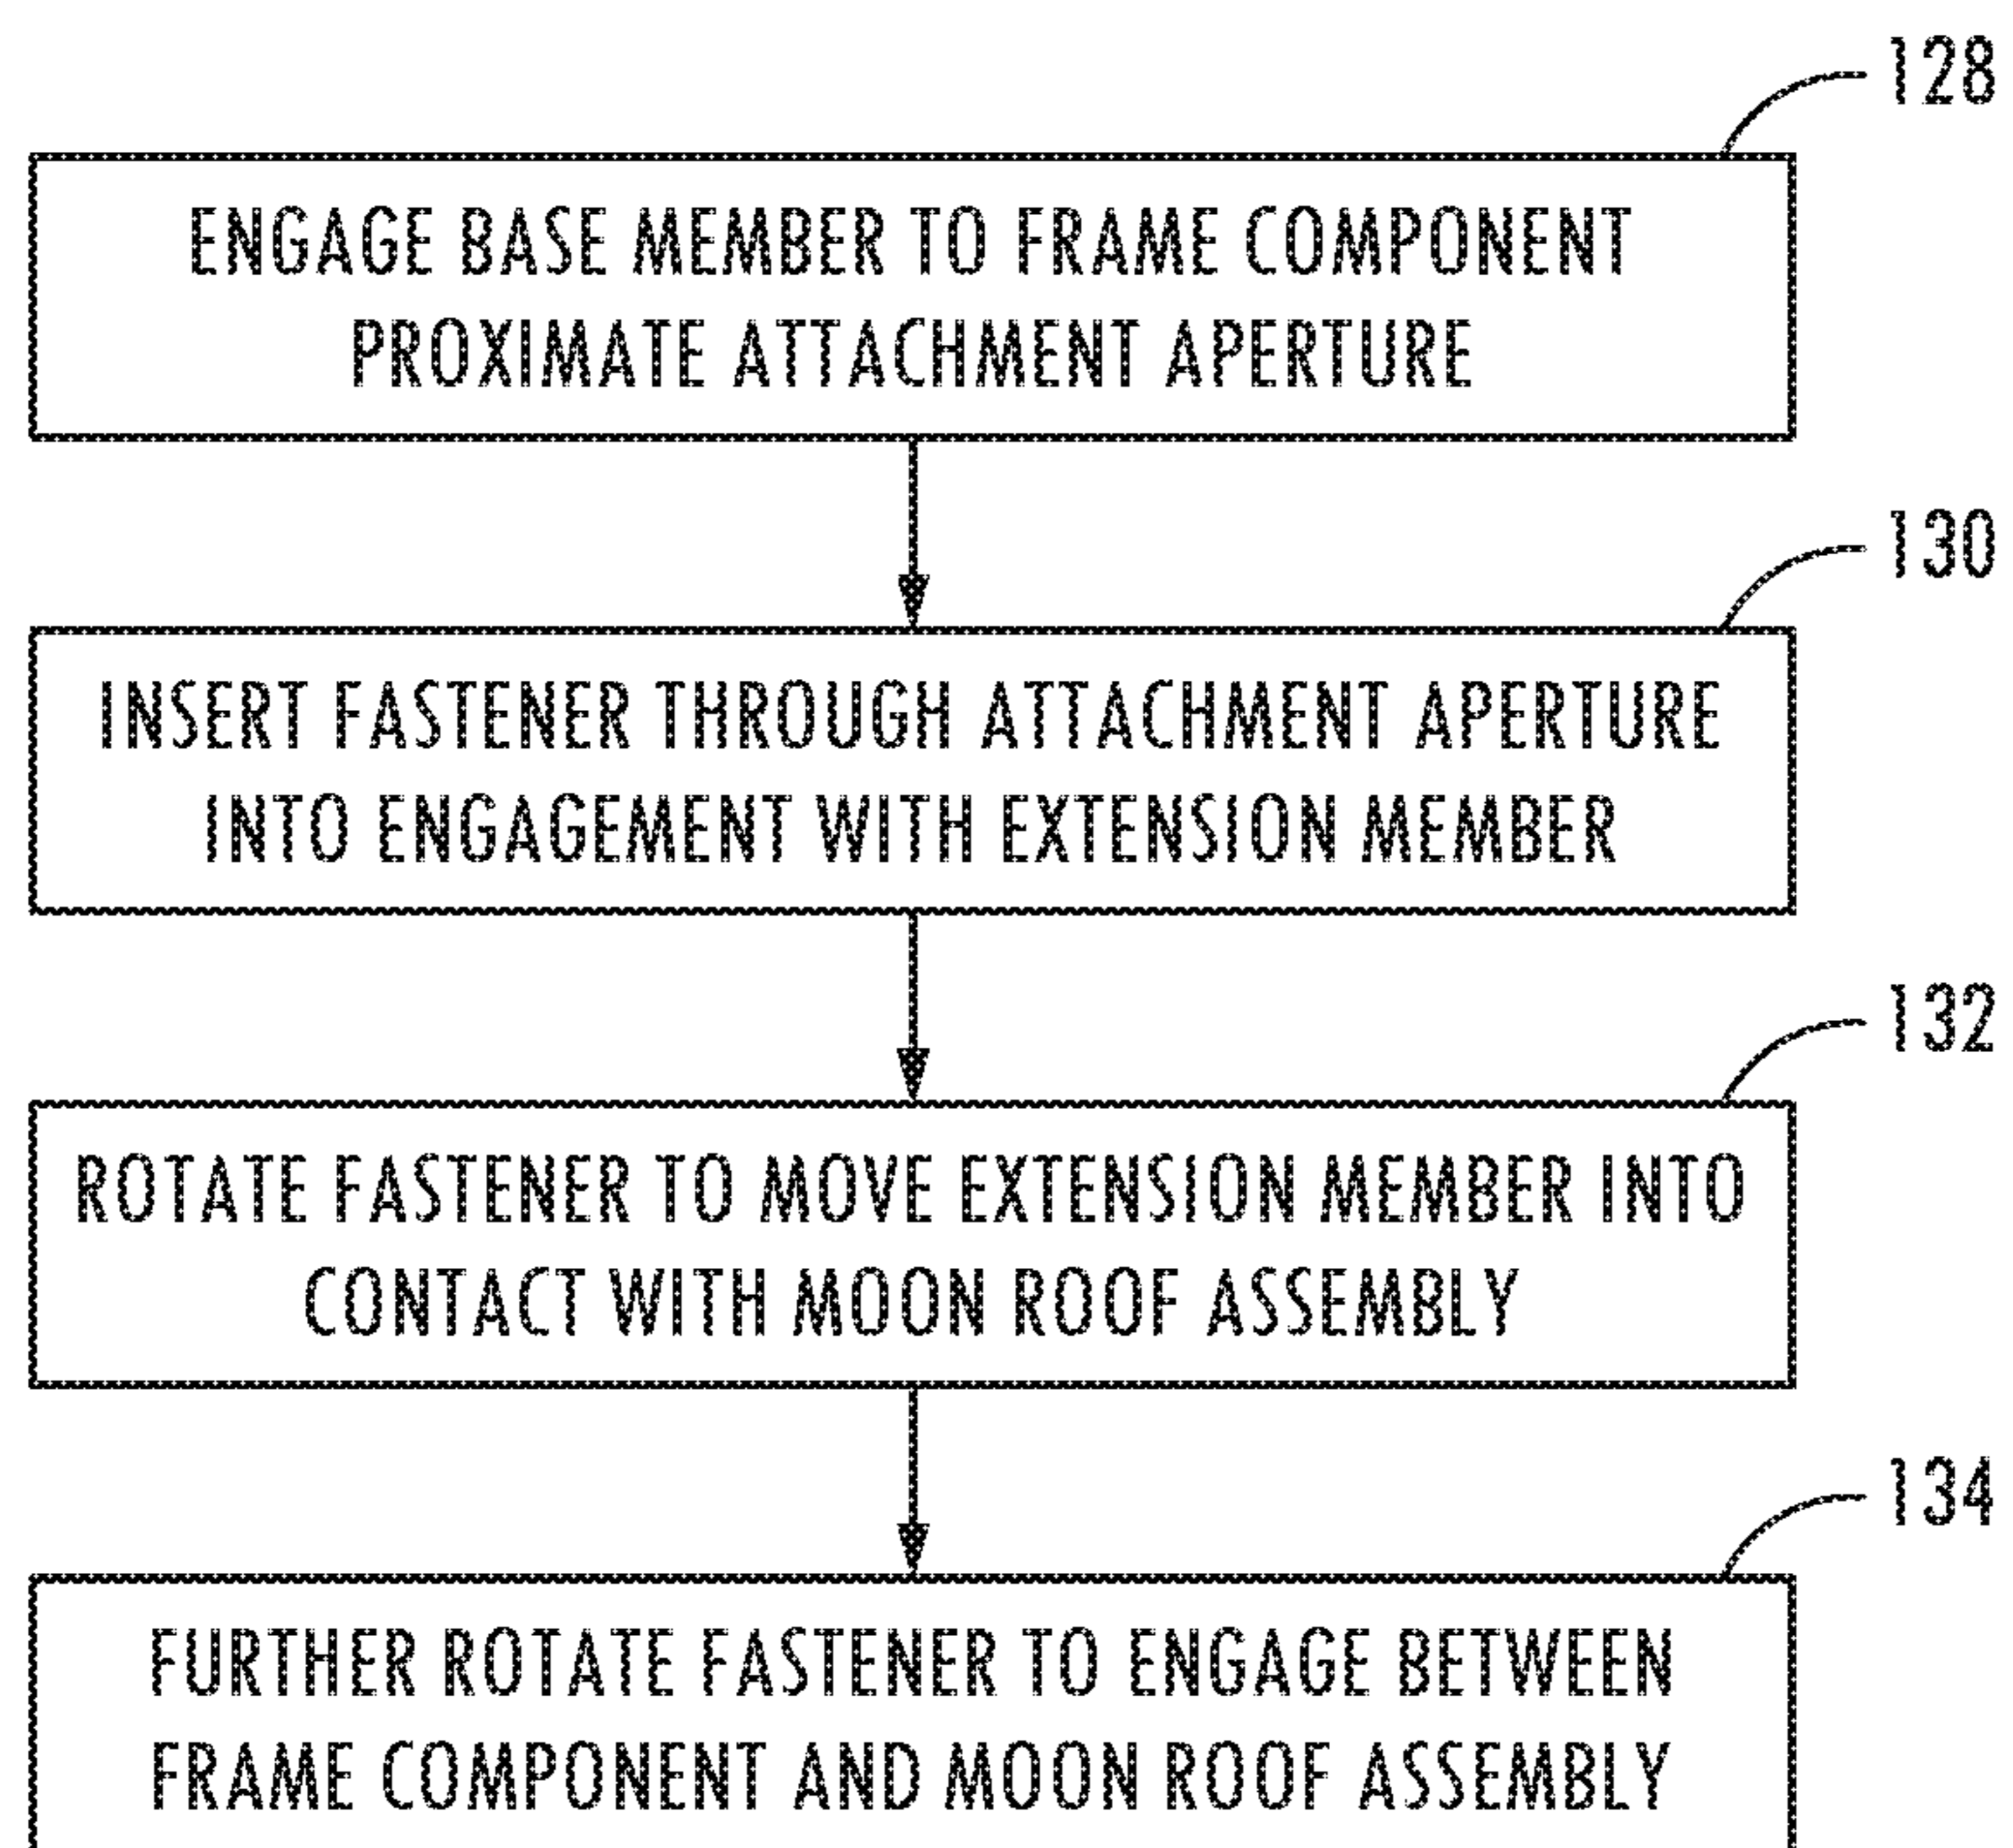 128
ENGAGE BASE MEMBER TO FRAME COMPONENT
PROXIMATE ATTACHMENT APERTURE
130
INSERT FASTENER THROUGH ATTACHMENT APERTURE
INTO ENGAGEMENT WITH EXTENSION MEMBER
132
ROTATE FASTENER TO MOVE EXTENSION MEMBER INTO
CONTACT WITH MOON ROOF ASSEMBLY
134
FURTHER ROTATE FASTENER TO ENGAGE BETWEEN
FRAME COMPONENT AND MOON ROOF ASSEMBLY